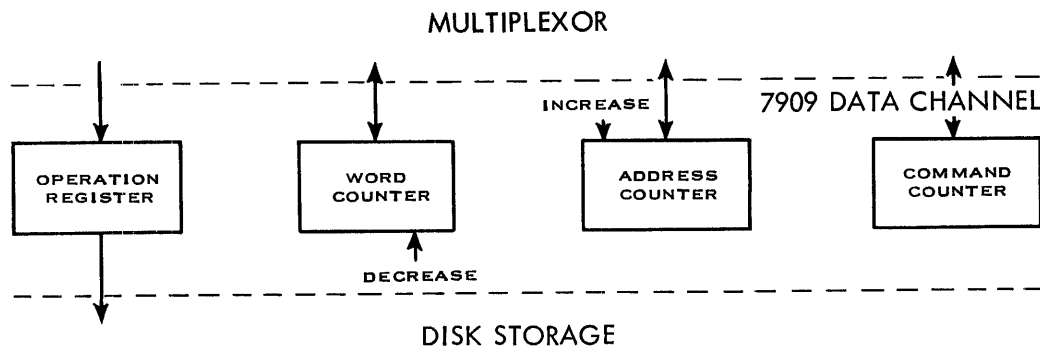 MULTIPLEXOR
INCREASE
7909 DATA CHANNEL
OPERATION
REGISTER
WORD
COUNTER
ADDRESS
COUNTER
COMMAND
COUNTER
DECREASE
DISK STORAGE